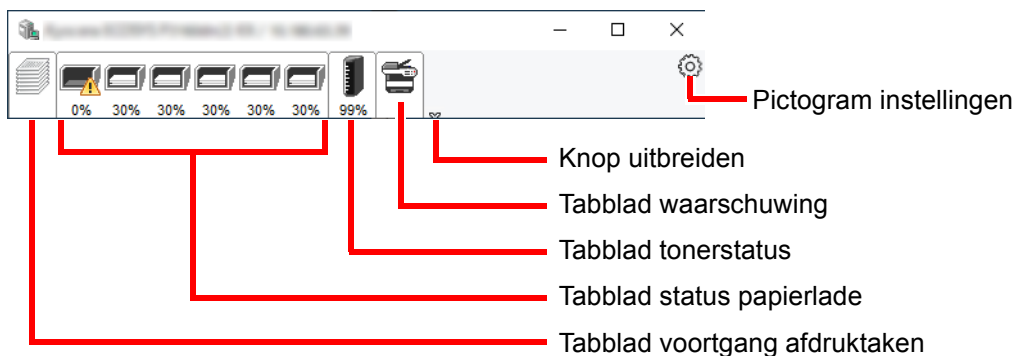 0% 30% 30% 30% 30% 30% 99%
Pictogram instellingen
Knop uitbreiden
Tabblad waarschuwing
Tabblad tonerstatus
Tabblad status papierlade
Tabblad voortgang afdruktaken